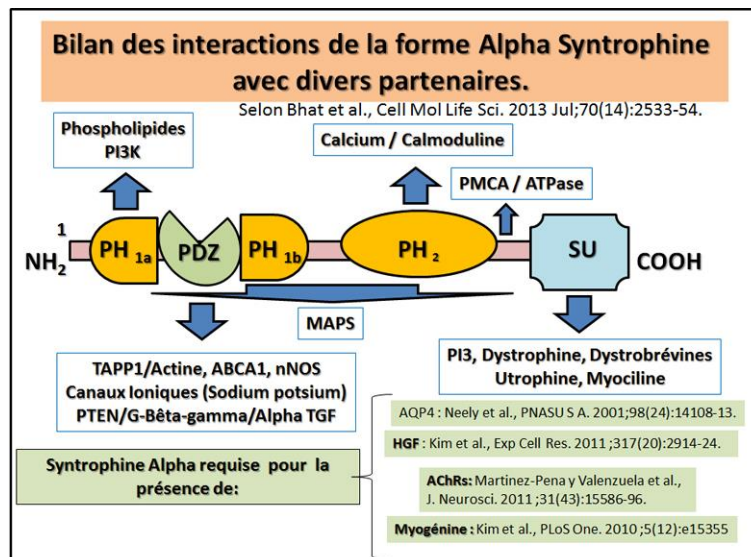 Bilan des interactions de la forme Alpha Syntrophine
avec divers partenaires.
Selon Bhat et al., Cell Mol Life Sci. 2013 Jul;70(14):2533-54.
Phospholipides
PI3K
Calcium / Calmoduline
PMCA / ATPase
1
NH2
PH 1a
PDZ
PH 1b
PH 2
SU
COOH
MAPS
TAPP1/Actine, ABCA1, nNOS
Canaux Ioniques (Sodium potsium)
PTEN/G-Bêta-gamma/Alpha TGF
PI3, Dystrophine, Dystrobrévines
Utrophine, Myociline
Syntrophine Alpha requise pour la
présence de:
AQP4 : Neely et al., PNASU S A. 2001;98(24):14108-13.
HGF : Kim et al., Exp Cell Res. 2011 ;317(20):2914-24.
AChRs: Martinez-Pena y Valenzuela et al.,
J. Neurosci. 2011 ;31(43):15586-96.
Myogénine : Kim et al., PLoS One. 2010 ;5(12):e15355